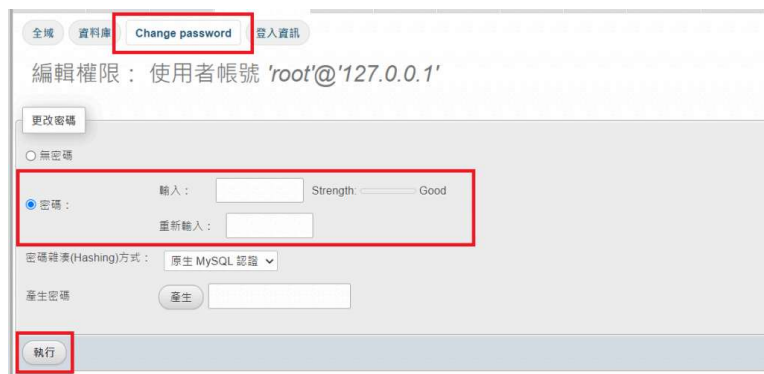 全域 資料庫 Change password 登入資訊
編輯權限： 使用者帳號 'root'@'127.0.0.1'
更改密碼
無密碼
密碼： 輸入： Strength: Good
重新輸入：
密碼雜湊(Hashing)方式： 原生 MySQL 認證
產生密碼 產生
執行